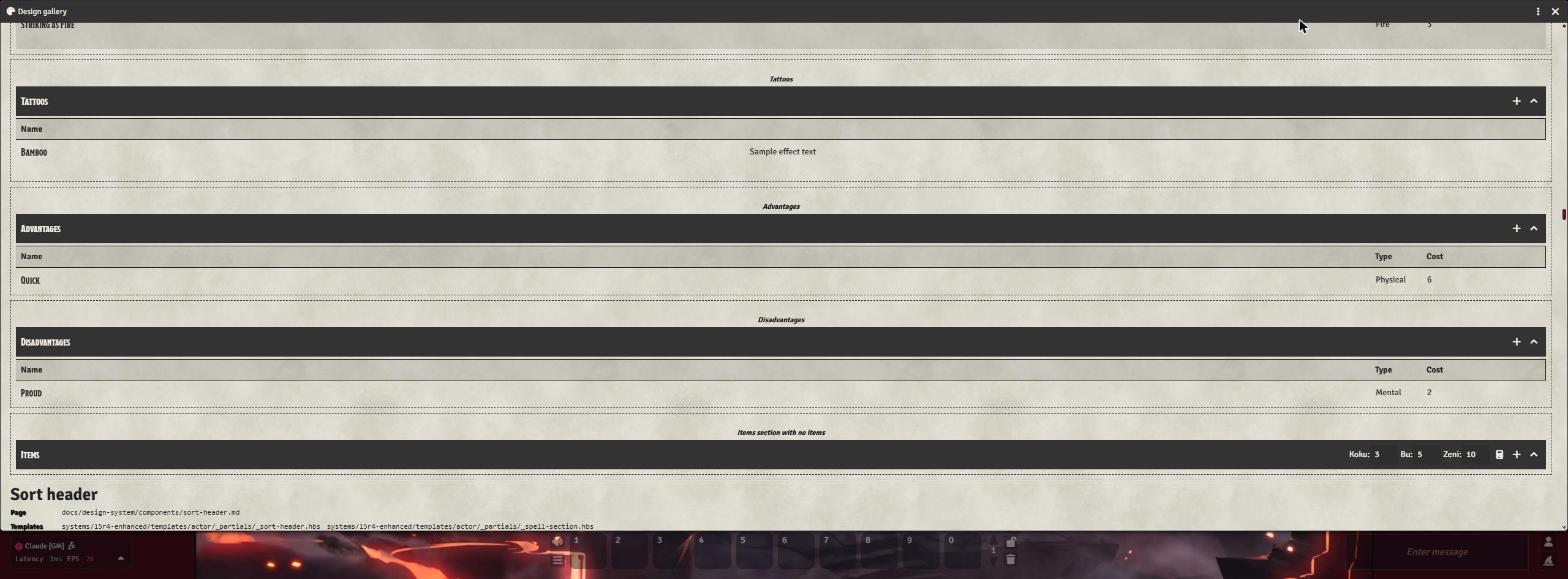 Design gallery
STRIKING AS FIRE Fire 3
Tattoos
TATTOOS
Name
BAMBOO Sample effect text
Advantages
ADVANTAGES
Name Type Cost
QUICK Physical 6
Disadvantages
DISADVANTAGES
Name Type Cost
PROUD Mental 2
Items section with no items
ITEMS Koku: 3 Bu: 5 Zeni: 10
Sort header
Page docs/design-system/components/sort-header.md
Templates systems/l5r4-enhanced/templates/actor/_partials/_sort-header.hbs systems/l5r4-enhanced/templates/actor/_partials/_spell-section.hbs
1 2 3 4 5 6 7 8 9 0
Claude [GM]
1
Enter message
Latency 3ms FPS 26